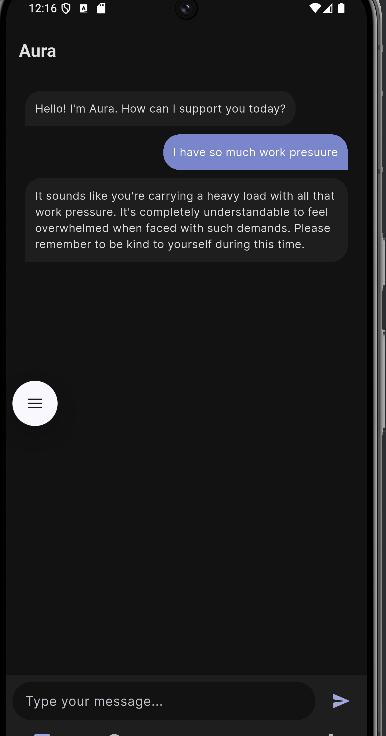 12:16
Aura
Hello! I'm Aura. How can I support you today?
I have so much work presuure
It sounds like you're carrying a heavy load with all that
work pressure. It's completely understandable to feel
overwhelmed when faced with such demands. Please
remember to be kind to yourself during this time.
Type your message...